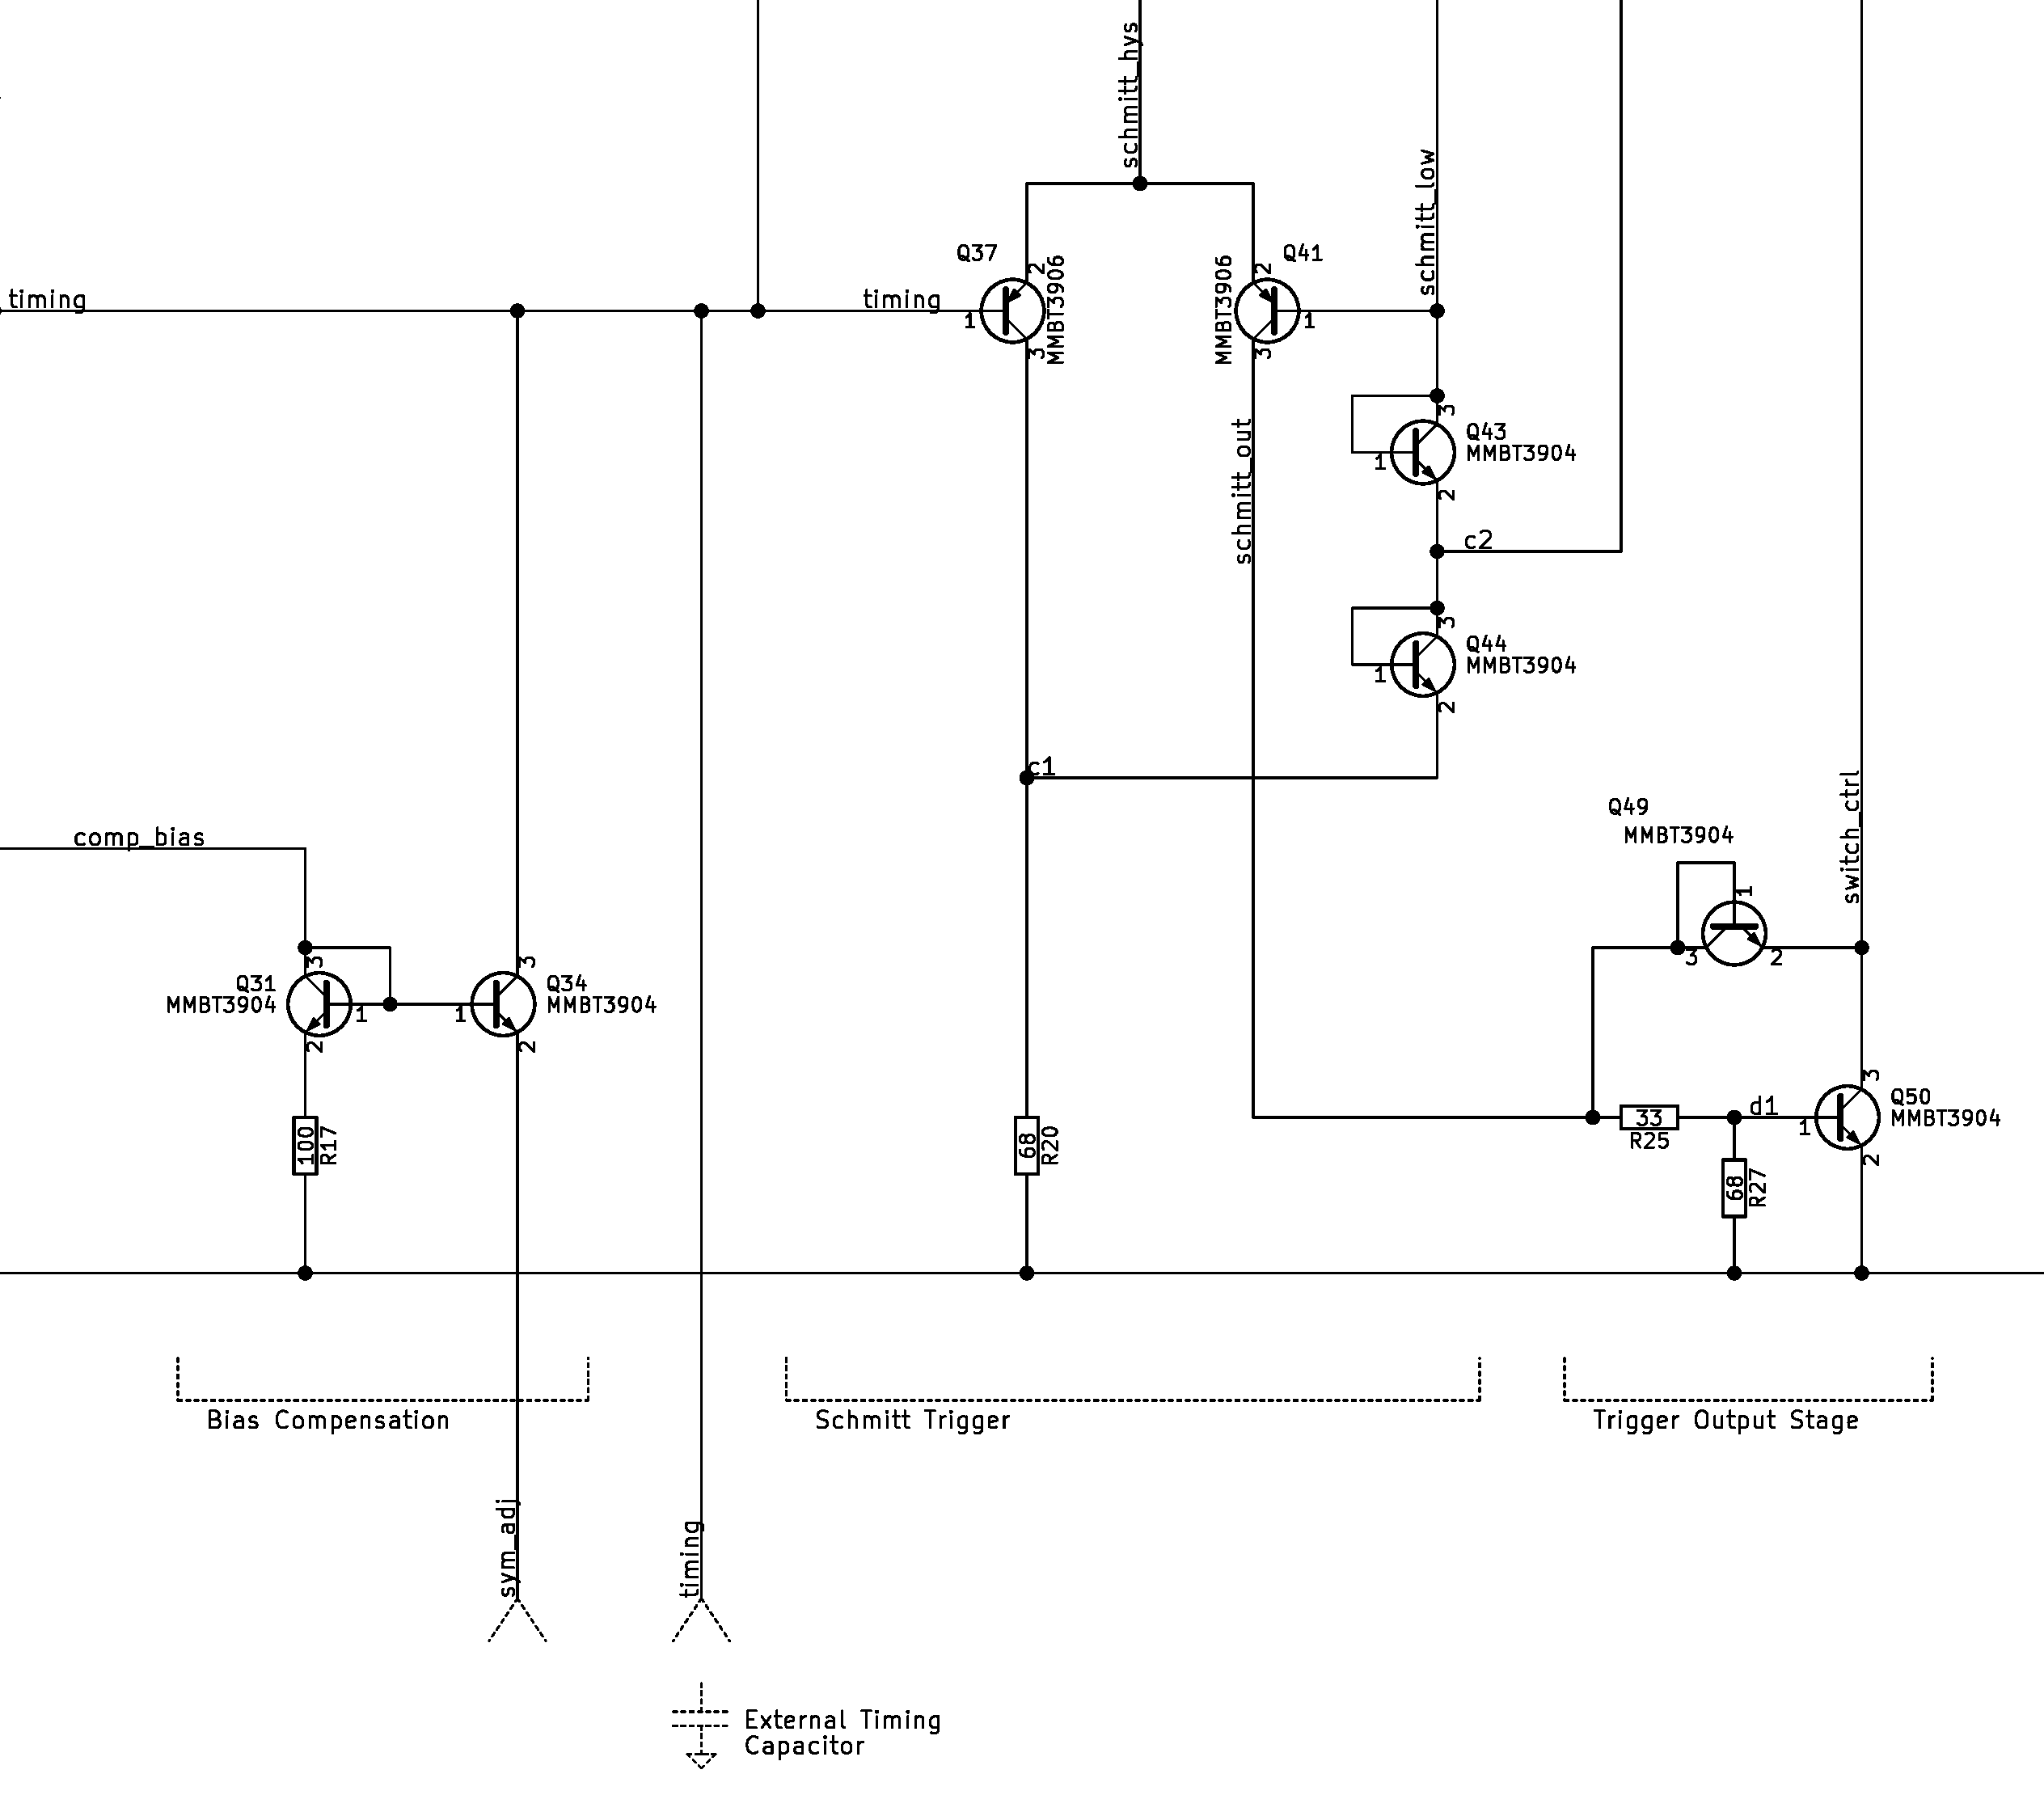 schmitt_hys
schmitt_low
Q37
2
MMBT3906
1
3
MMBT3906
2
Q41
1
3
timing
timing
schmitt_out
3
Q43
MMBT3904
1
2
c2
3
Q44
MMBT3904
1
2
c1
comp_bias
switch_ctrl
Q49
MMBT3904
1
3
2
3
Q31
MMBT3904
1
2
3
Q34
MMBT3904
1
2
100
R17
68
R20
33
R25
d1
68
R27
3
Q50
MMBT3904
1
2
Bias Compensation
Schmitt Trigger
Trigger Output Stage
sym_adj
timing
External Timing
Capacitor